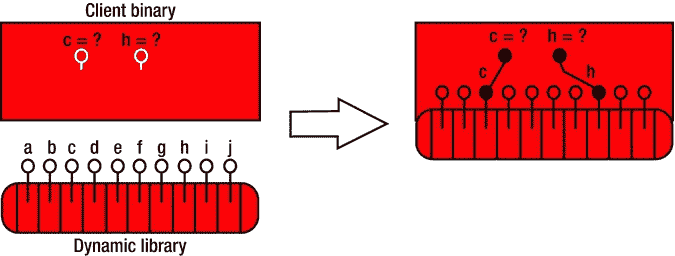 Client binary
c = ? h = ?
a b c d e f g h i j
Dynamic library
c = ? h = ?
c h